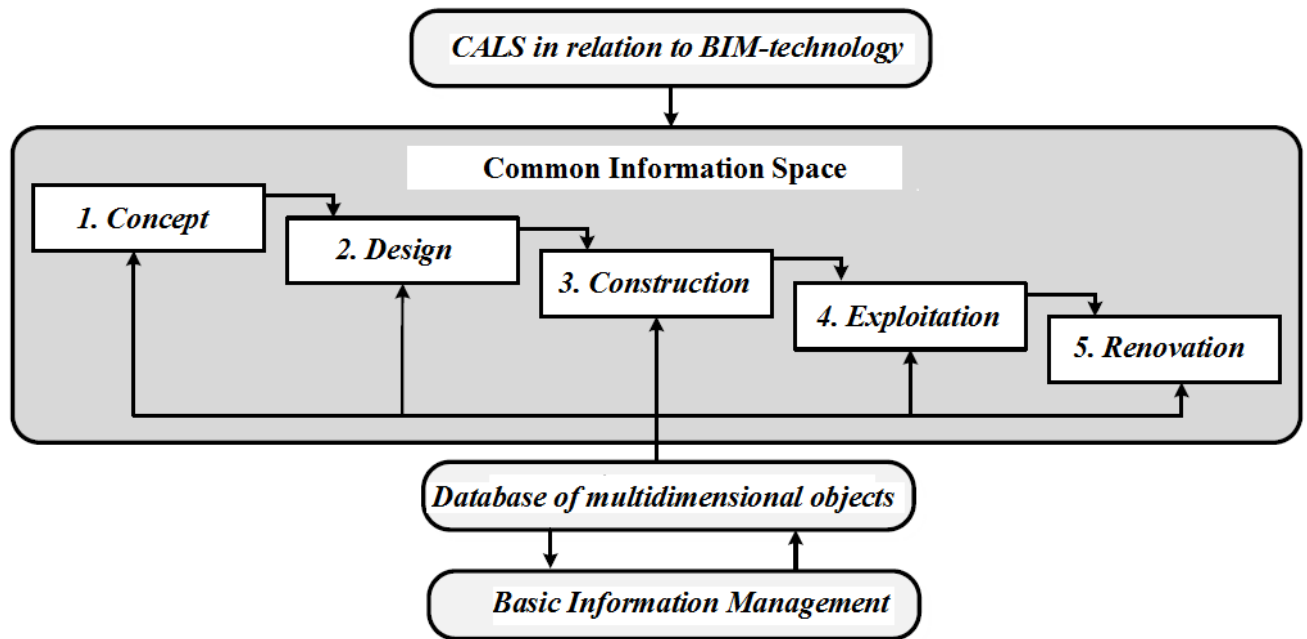 CALS in relation to BIM-technology
Common Information Space
1. Concept
2. Design
3. Construction
4. Exploitation
5. Renovation
Database of multidimensional objects
Basic Information Management